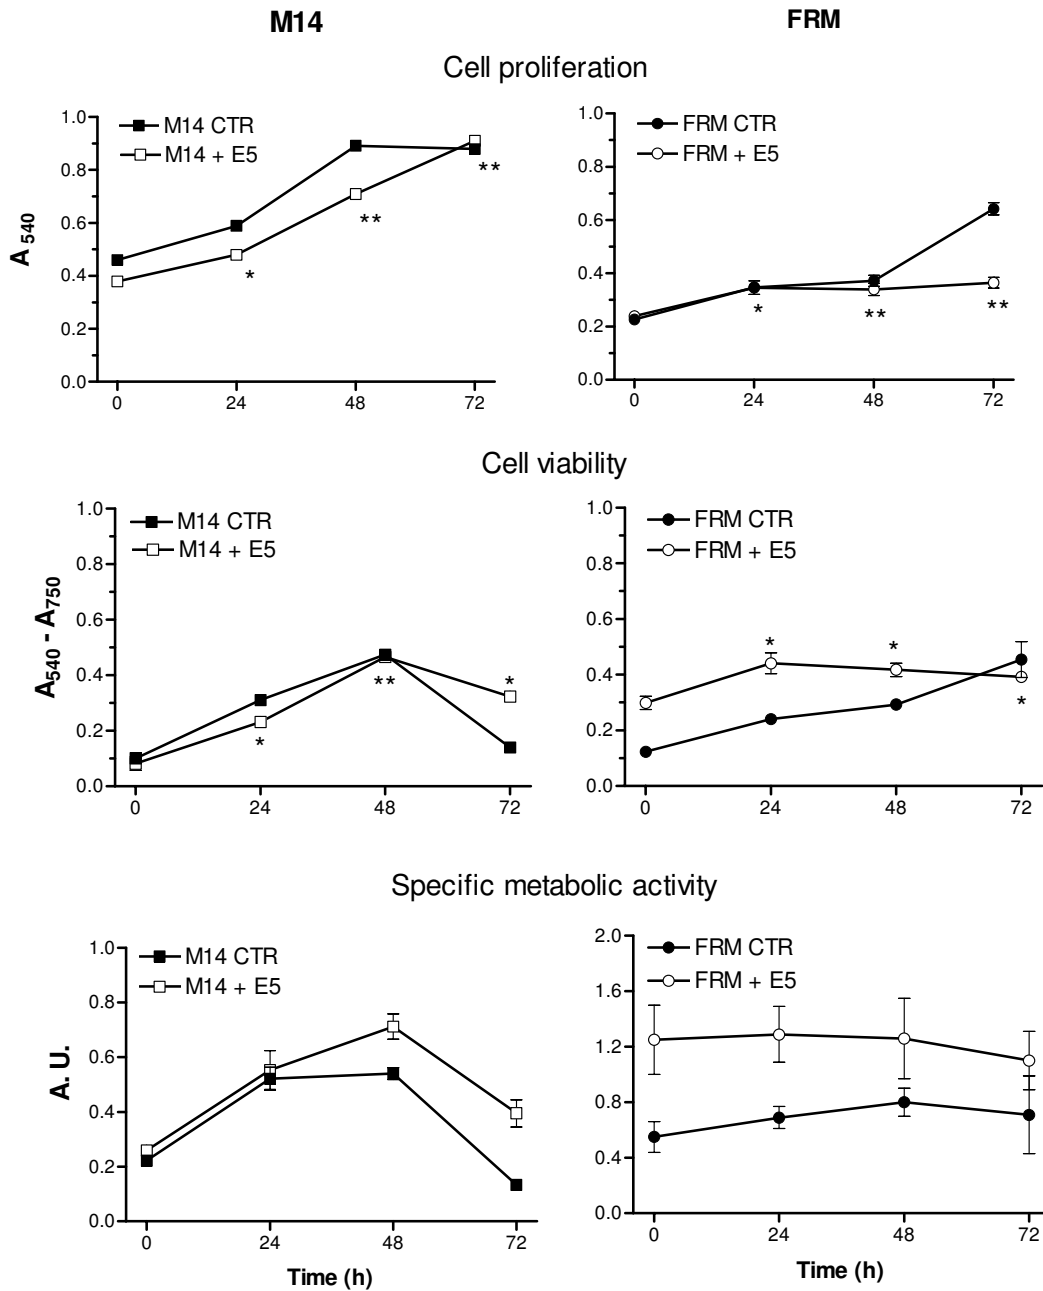 M14
FRM
Cell proliferation
A 540
1.0
0.8
0.6
0.4
0.2
0.0
M14 CTR
M14 + E5
*
**
**
0 24 48 72
1.0
0.8
0.6
0.4
0.2
0.0
FRM CTR
FRM + E5
*
**
**
0 24 48 72
Cell viability
A540 - A750
1.0
0.8
0.6
0.4
0.2
0.0
M14 CTR
M14 + E5
*
**
*
0 24 48 72
1.0
0.8
0.6
0.4
0.2
0.0
FRM CTR
FRM + E5
*
*
*
0 24 48 72
Specific metabolic activity
A. U.
1.0
0.8
0.6
0.4
0.2
0.0
M14 CTR
M14 + E5
0 24 48 72
Time (h)
2.0
1.6
1.2
0.8
0.4
0.0
FRM CTR
FRM + E5
0 24 48 72
Time (h)